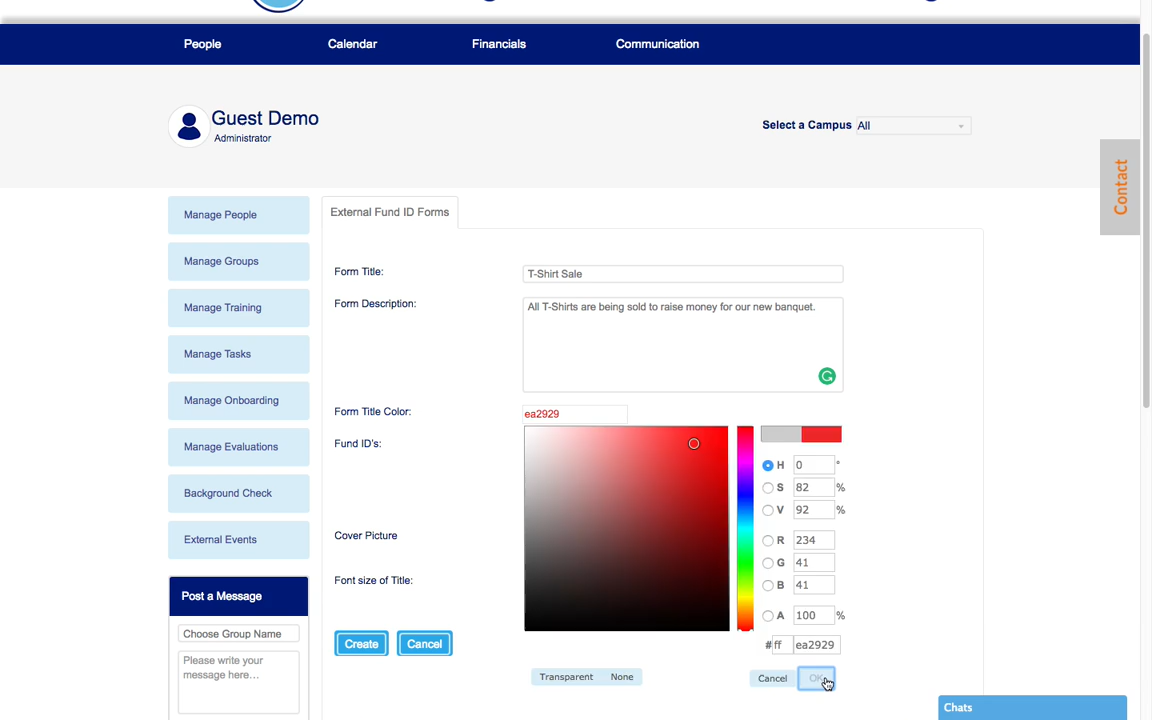 People
Calendar
Financials
Communication
Guest Demo
Administrator
Select a Campus All
Contact
Manage People
Manage Groups
Manage Training
Manage Tasks
Manage Onboarding
Manage Evaluations
Background Check
External Events
Post a Message
Choose Group Name
Please write your
message here...
External Fund ID Forms
Form Title:
T-Shirt Sale
Form Description:
All T-Shirts are being sold to raise money for our new banquet.
Form Title Color:
ea2929
Fund ID's:
Cover Picture
Font size of Title:
Create
Cancel
H 0 °
S 82 %
V 92 %
R 234
G 41
B 41
A 100 %
# ff ea2929
Transparent
None
Cancel
OK
Chats